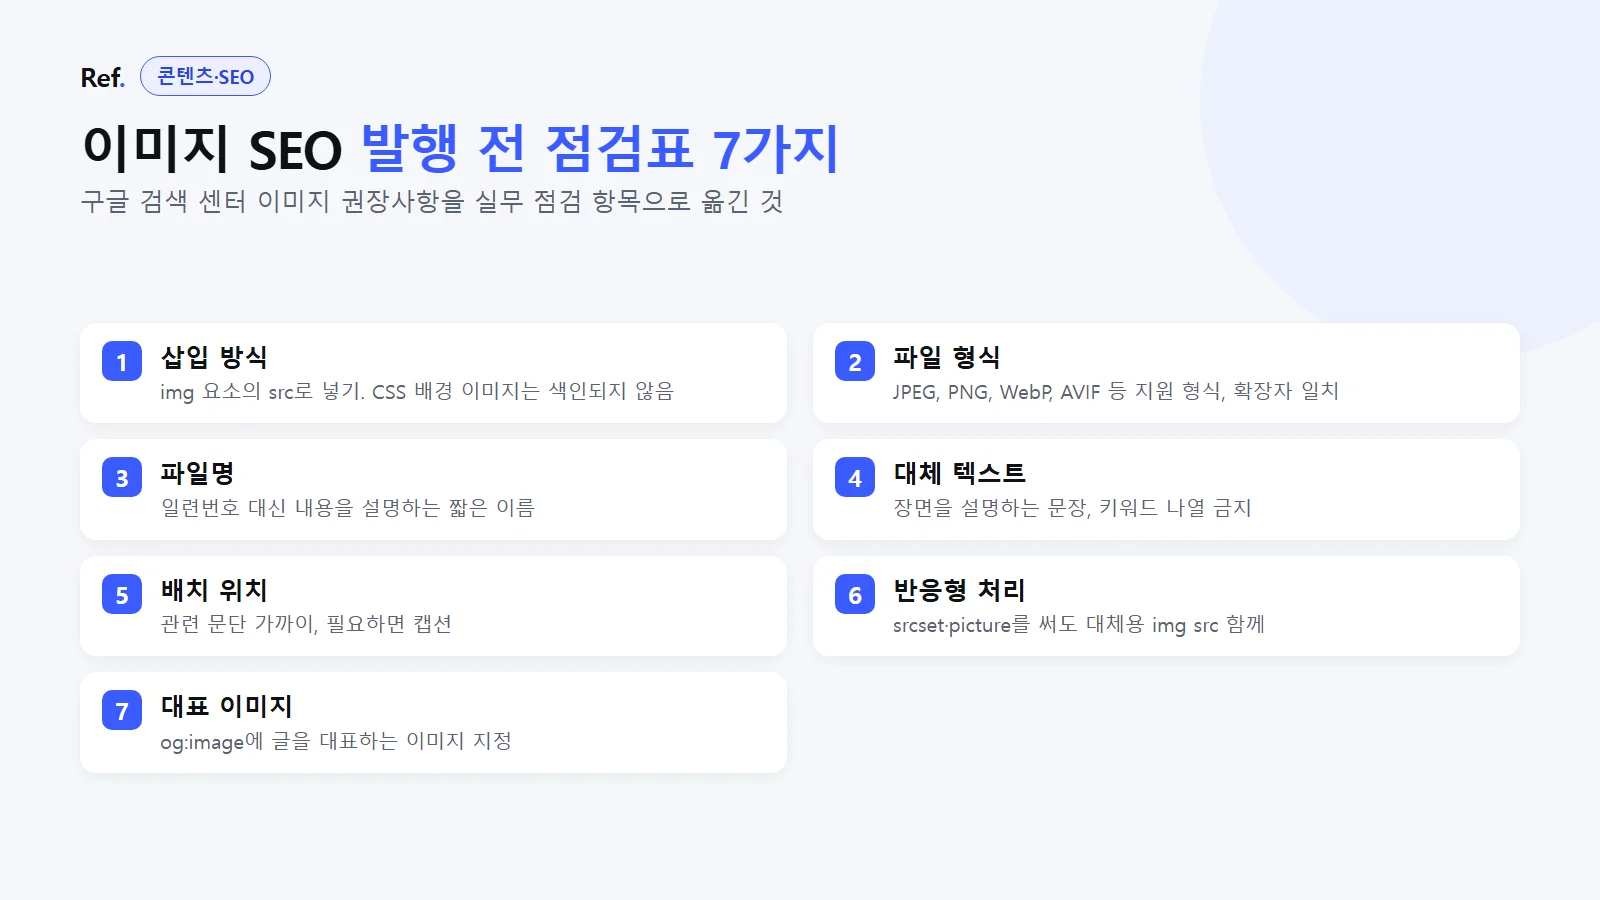 Ref. 콘텐츠·SEO
이미지 SEO 발행 전 점검표 7가지
구글 검색 센터 이미지 권장사항을 실무 점검 항목으로 옮긴 것
1 삽입 방식
img 요소의 src로 넣기. CSS 배경 이미지는 색인되지 않음
2 파일 형식
JPEG, PNG, WebP, AVIF 등 지원 형식, 확장자 일치
3 파일명
일련번호 대신 내용을 설명하는 짧은 이름
4 대체 텍스트
장면을 설명하는 문장, 키워드 나열 금지
5 배치 위치
관련 문단 가까이, 필요하면 캡션
6 반응형 처리
srcset·picture를 써도 대체용 img src 함께
7 대표 이미지
og:image에 글을 대표하는 이미지 지정